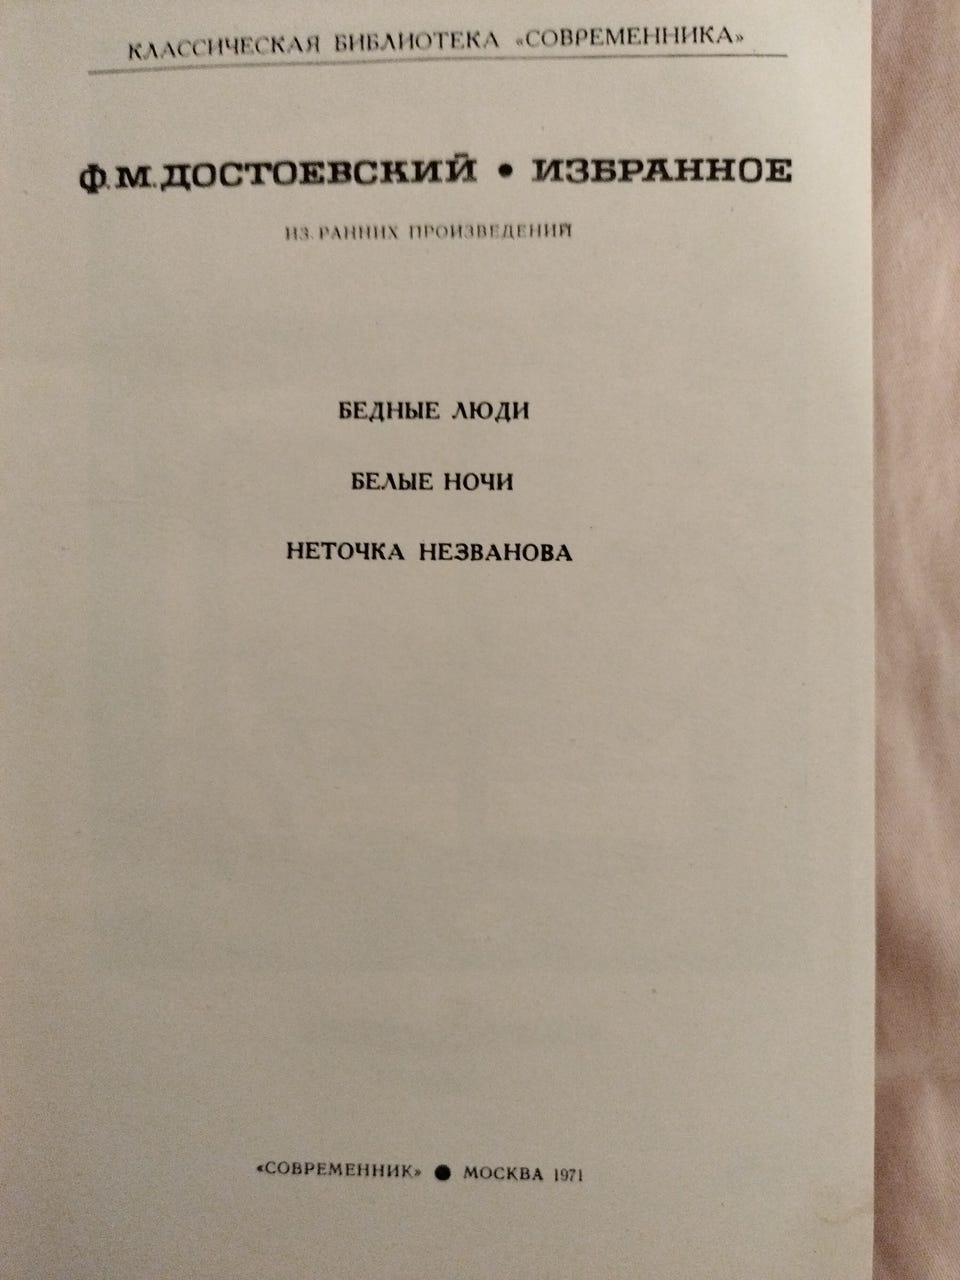 КЛАССИЧЕСКАЯ БИБЛИОТЕКА «СОВРЕМЕННИКА»
Ф. М. ДОСТОЕВСКИЙ • ИЗБРАННОЕ
ИЗ РАННИХ ПРОИЗВЕДЕНИЙ
БЕДНЫЕ ЛЮДИ
БЕЛЫЕ НОЧИ
НЕТОЧКА НЕЗВАНОВА
«СОВРЕМЕННИК» ● МОСКВА 1971